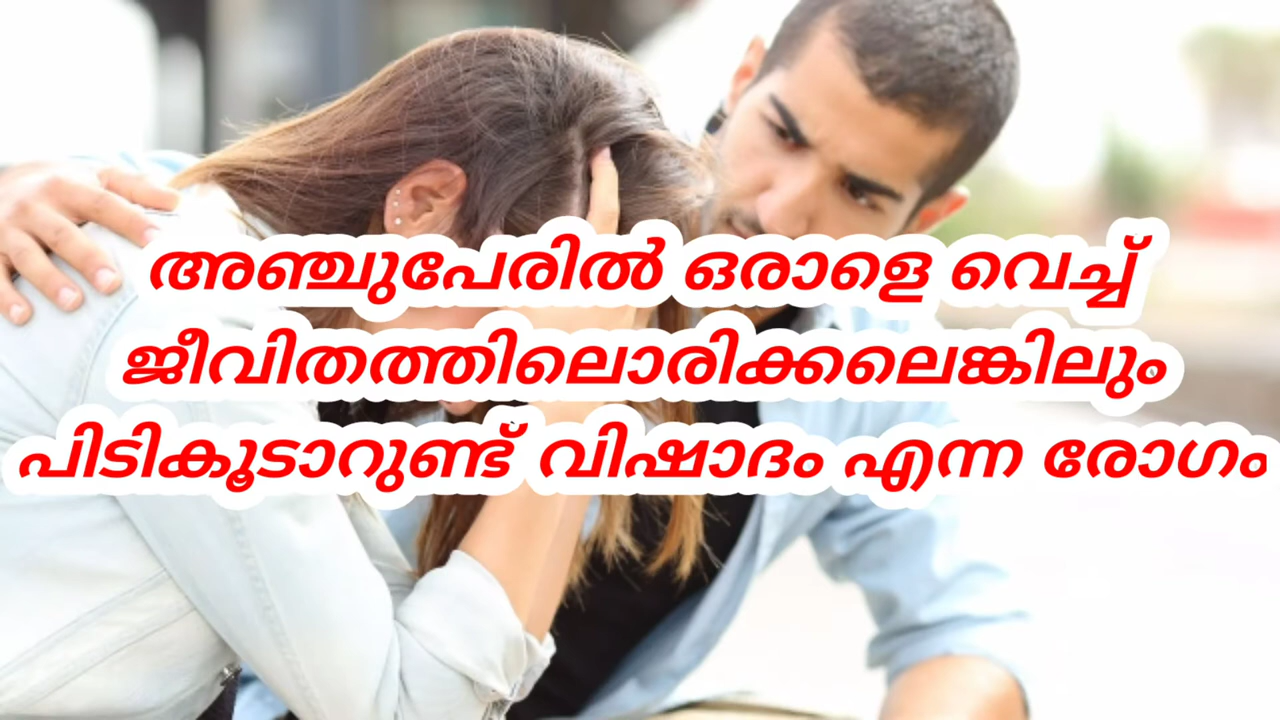 അഞ്ചുപേരിൽ ഒരാളെ വെച്ച്
ജീവിതത്തിലൊരിക്കലെങ്കിലും
പിടികൂടാറുണ്ട് വിഷാദം എന്ന രോഗം